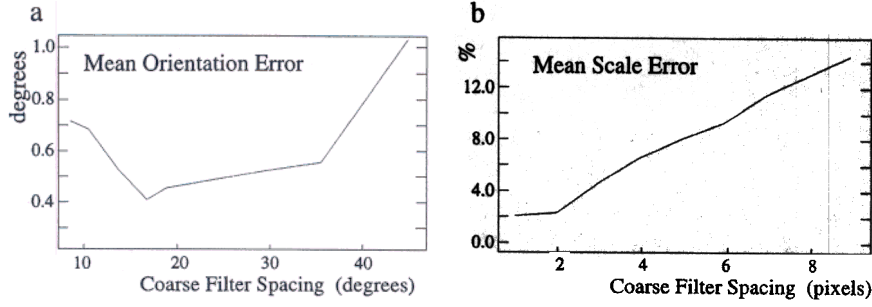 a
degrees
1.0
0.8
0.6
0.4
Mean Orientation Error
10 20 30 40
Coarse Filter Spacing (degrees)
b
%
12.0
8.0
4.0
0.0
Mean Scale Error
2 4 6 8
Coarse Filter Spacing (pixels)